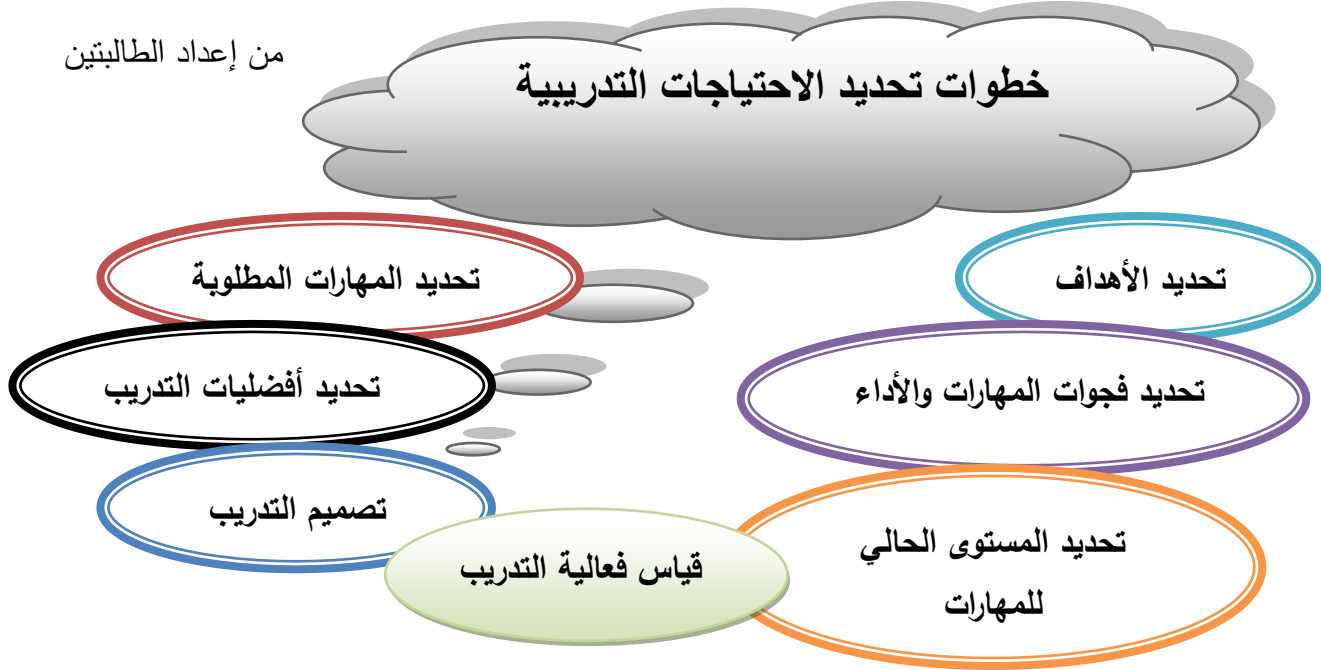 من إعداد الطالبتين
خطوات تحديد الاحتياجات التدريبية
تحديد الأهداف
تحديد المهارات المطلوبة
تحديد فجوات المهارات والأداء
تحديد أفضليات التدريب
تحديد المستوى الحالي
للمهارات
تصميم التدريب
قياس فعالية التدريب